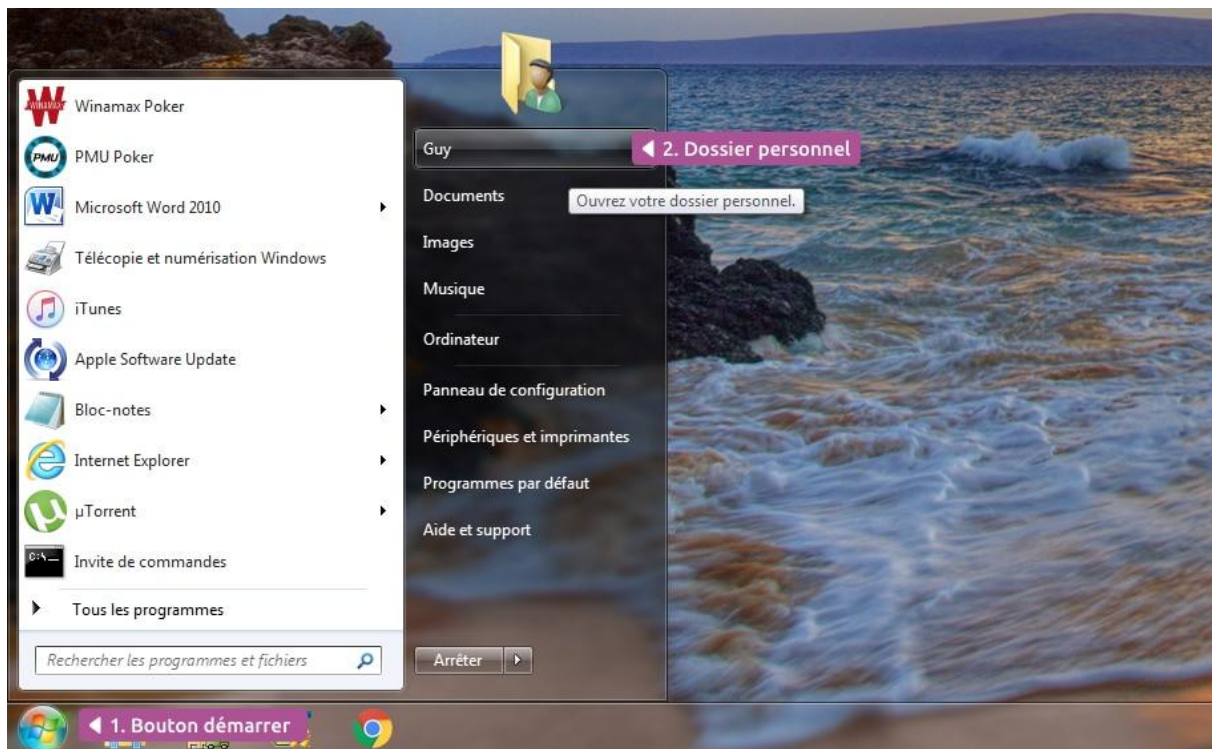 Winamax Poker
PMU Poker
Microsoft Word 2010
Télécopie et numérisation Windows
iTunes
Apple Software Update
Bloc-notes
Internet Explorer
µTorrent
Invite de commandes
Tous les programmes
Rechercher les programmes et fichiers
Guy
2. Dossier personnel
Documents
Ouvrez votre dossier personnel.
Images
Musique
Ordinateur
Panneau de configuration
Périphériques et imprimantes
Programmes par défaut
Aide et support
Arrêter
1. Bouton démarrer
WINAMAX
PMU
W
C:\